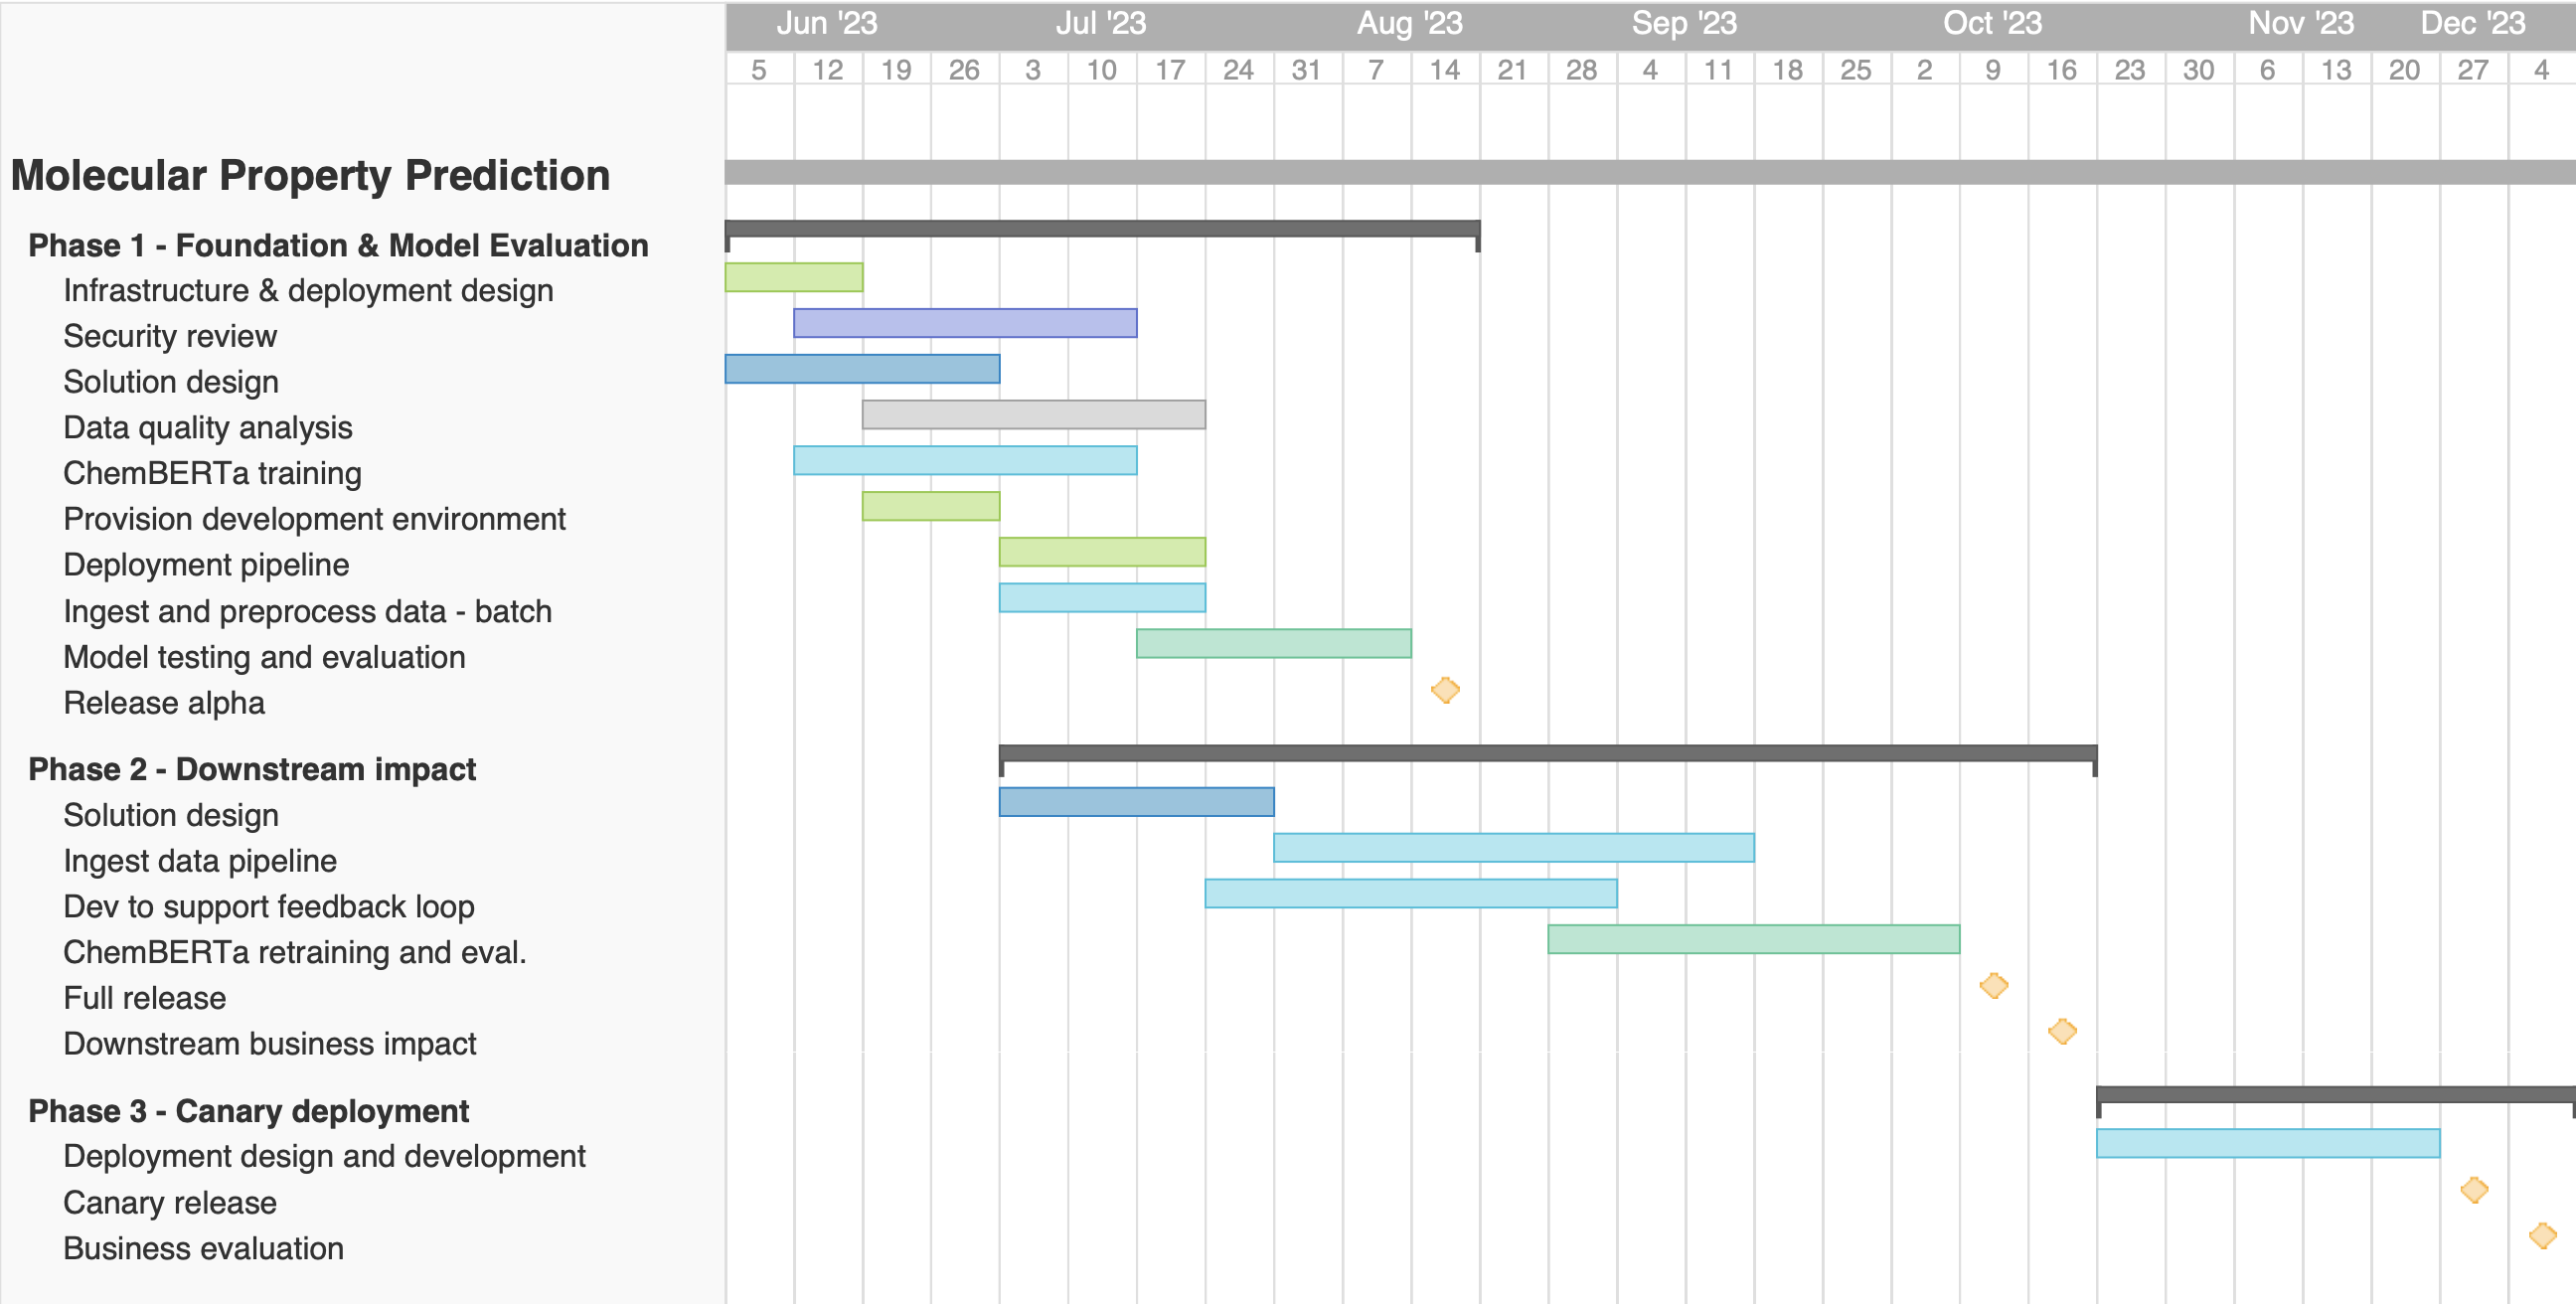 Jun '23 Jul '23 Aug '23 Sep '23 Oct '23 Nov '23 Dec '23
5 12 19 26 3 10 17 24 31 7 14 21 28 4 11 18 25 2 9 16 23 30 6 13 20 27 4
Molecular Property Prediction
Phase 1 - Foundation & Model Evaluation
Infrastructure & deployment design
Security review
Solution design
Data quality analysis
ChemBERTa training
Provision development environment
Deployment pipeline
Ingest and preprocess data - batch
Model testing and evaluation
Release alpha
Phase 2 - Downstream impact
Solution design
Ingest data pipeline
Dev to support feedback loop
ChemBERTa retraining and eval.
Full release
Downstream business impact
Phase 3 - Canary deployment
Deployment design and development
Canary release
Business evaluation